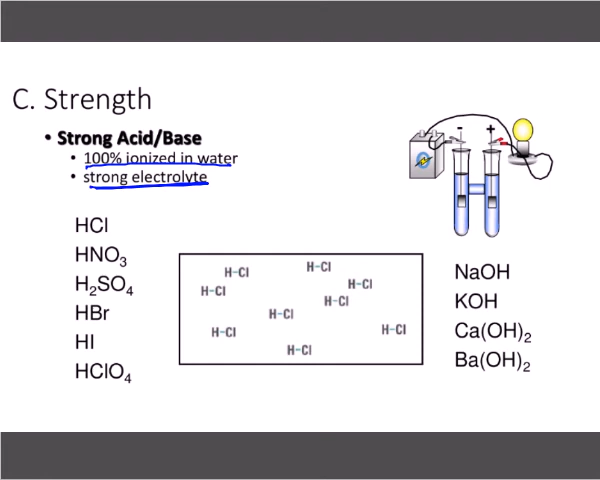 C. Strength
• Strong Acid/Base
• 100% ionized in water
• strong electrolyte
- +
HCl
HNO₃
H₂SO₄
HBr
HI
HClO₄
H-Cl H-Cl
H-Cl H-Cl
H-Cl
H-Cl
H-Cl H-Cl
H-Cl
NaOH
KOH
Ca(OH)₂
Ba(OH)₂